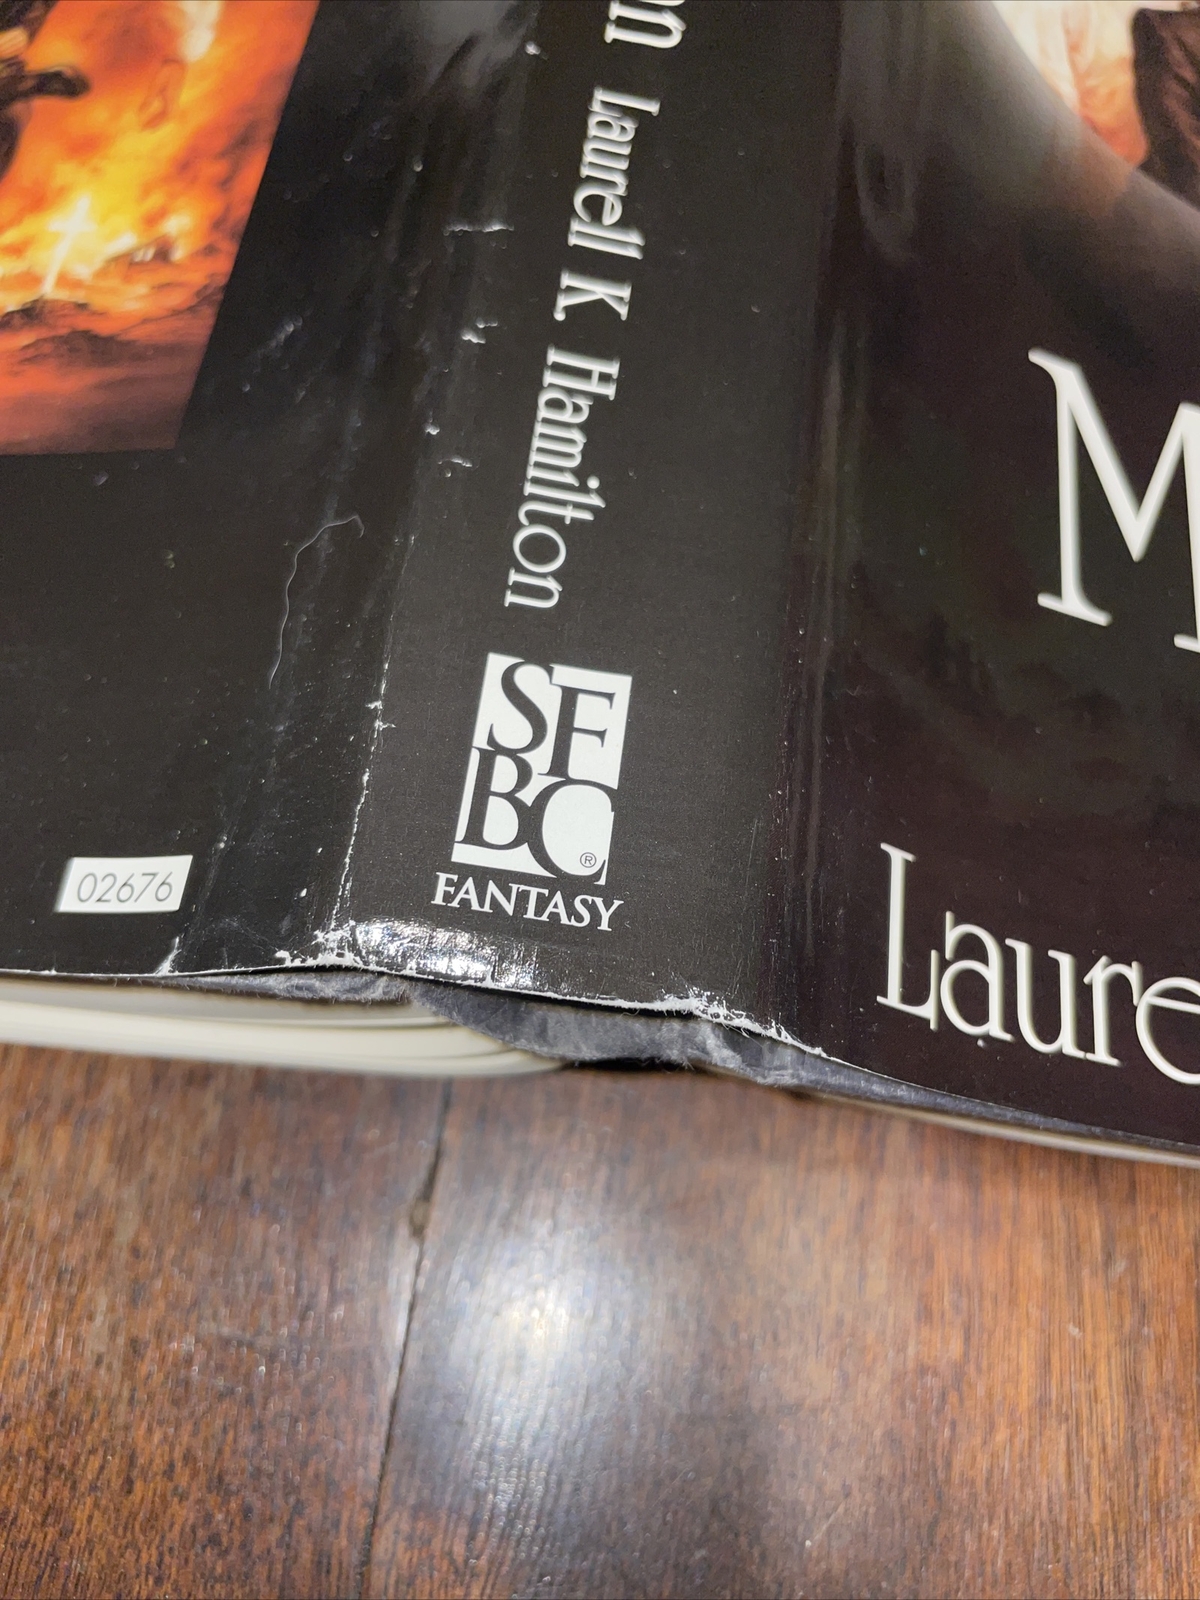 Laurell K Hamilton
SF
BC®
FANTASY
02676
M
Laure